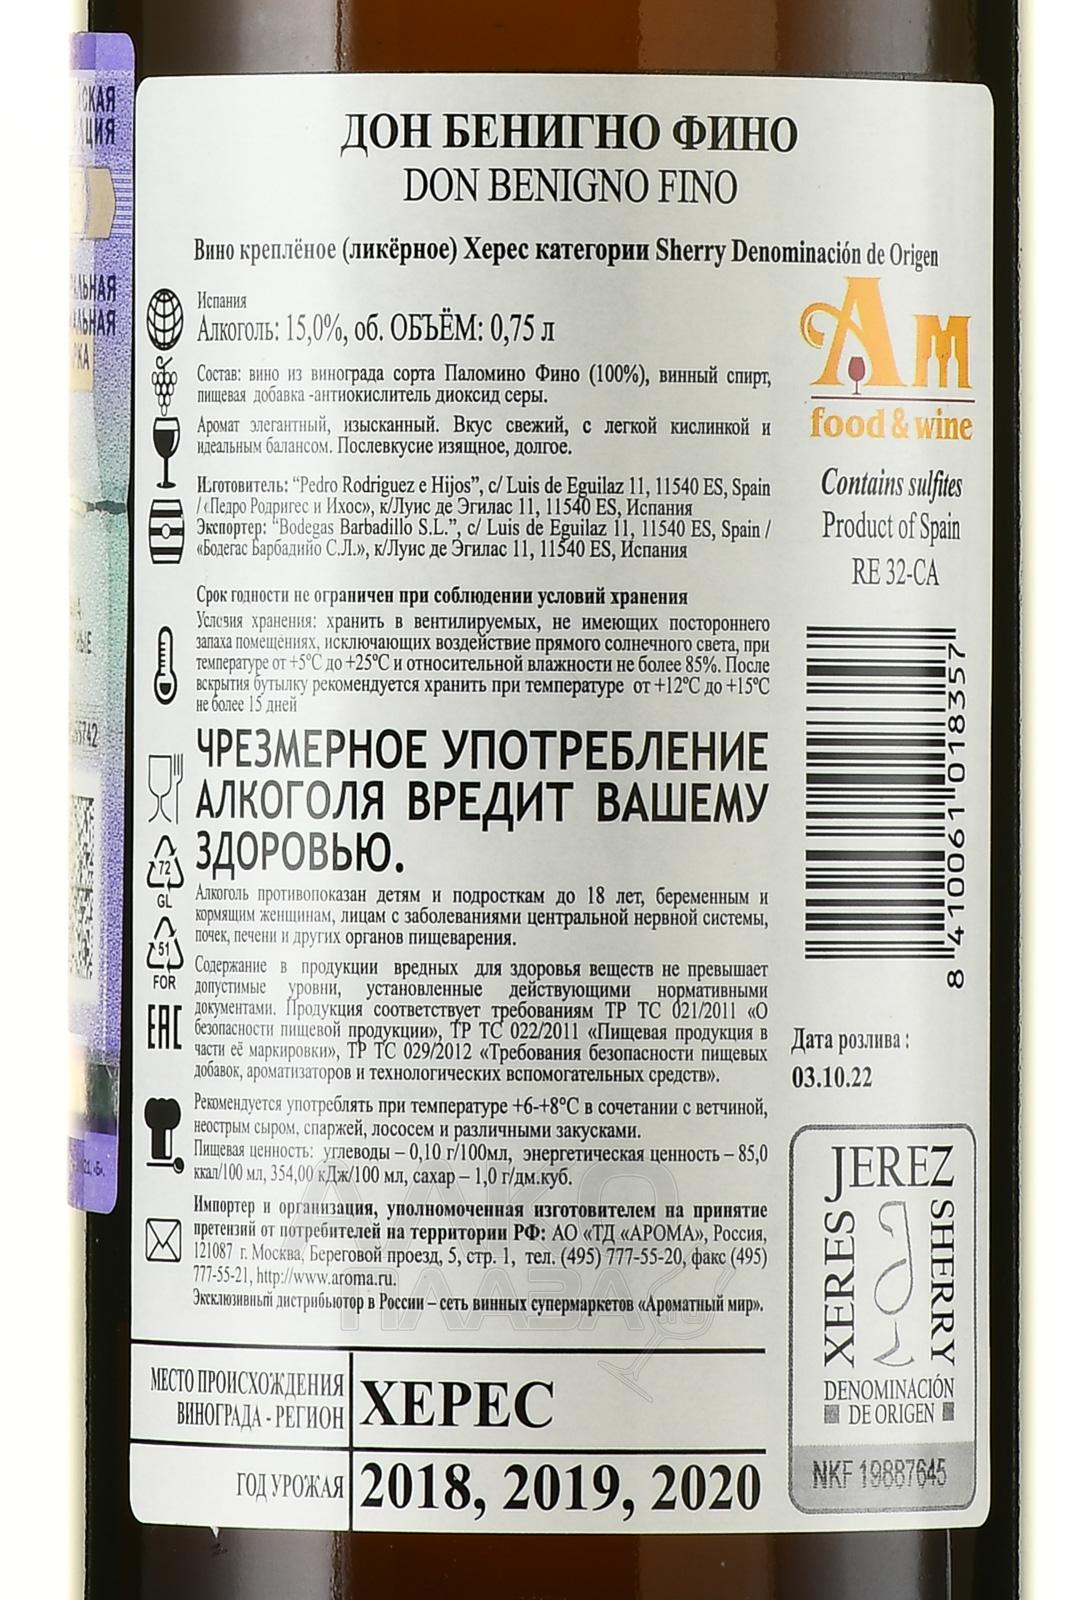 ДОН БЕНИГНО ФИНО
DON BENIGNO FINO
Вино креплёное (ликёрное) Херес категории Sherry Denominación de Origen
Испания
Алкоголь: 15,0%, об. ОБЪЁМ: 0,75 л
Состав: вино из винограда сорта Паломино Фино (100%), винный спирт,
пищевая добавка -антиокислитель диоксид серы.
Аромат элегантный, изысканный. Вкус свежий, с легкой кислинкой и
идеальным балансом. Послевкусие изящное, долгое.
Изготовитель: “Pedro Rodriguez e Hijos”, c/ Luis de Eguilaz 11, 11540 ES, Spain
/ «Педро Родригес и Ихос», к/Луис де Эгилас 11, 11540 ES, Испания
Экспортер: “Bodegas Barbadillo S.L.”, c/ Luis de Eguilaz 11, 11540 ES, Spain /
«Бодегас Барбадийо С.Л.», к/Луис де Эгилас 11, 11540 ES, Испания
Срок годности не ограничен при соблюдении условий хранения
Условия хранения: хранить в вентилируемых, не имеющих постороннего
запаха помещениях, исключающих воздействие прямого солнечного света, при
температуре от +5°С до +25°С и относительной влажности не более 85%. После
вскрытия бутылку рекомендуется хранить при температуре от +12°С до +15°С
не более 15 дней
ЧРЕЗМЕРНОЕ УПОТРЕБЛЕНИЕ
АЛКОГОЛЯ ВРЕДИТ ВАШЕМУ
ЗДОРОВЬЮ.
Алкоголь противопоказан детям и подросткам до 18 лет, беременным и
кормящим женщинам, лицам с заболеваниями центральной нервной системы,
почек, печени и других органов пищеварения.
Содержание в продукции вредных для здоровья веществ не превышает
допустимые уровни, установленные действующими нормативными
документами. Продукция соответствует требованиям ТР ТС 021/2011 «О
безопасности пищевой продукции», ТР ТС 022/2011 «Пищевая продукция в
части её маркировки», ТР ТС 029/2012 «Требования безопасности пищевых
добавок, ароматизаторов и технологических вспомогательных средств».
Рекомендуется употреблять при температуре +6-+8°С в сочетании с ветчиной,
неострым сыром, спаржей, лососем и различными закусками.
Пищевая ценность: углеводы – 0,10 г/100мл, энергетическая ценность – 85,0
ккал/100 мл, 354,00 кДж/100 мл, сахар – 1,0 г/дм.куб.
Импортер и организация, уполномоченная изготовителем на принятие
претензий от потребителей на территории РФ: АО «ТД «АРОМА», Россия,
121087 г. Москва, Береговой проезд, 5, стр. 1, тел. (495) 777-55-20, факс (495)
777-55-21, http://www.aroma.ru.
Эксклюзивный дистрибьютор в России – сеть винных супермаркетов «Ароматный мир».
МЕСТО ПРОИСХОЖДЕНИЯ
ВИНОГРАДА - РЕГИОН
ХЕРЕС
ГОД УРОЖАЯ
2018, 2019, 2020
72
GL
51
FOR
EAC
Ам
food & wine
Contains sulfites
Product of Spain
RE 32-CA
8 410061 018357
Дата розлива :
03.10.22
JEREZ
XERES
SHERRY
DENOMINACIÓN
DE ORIGEN
NKF 19887645
АЛКО
ПЛАЗА
.RU